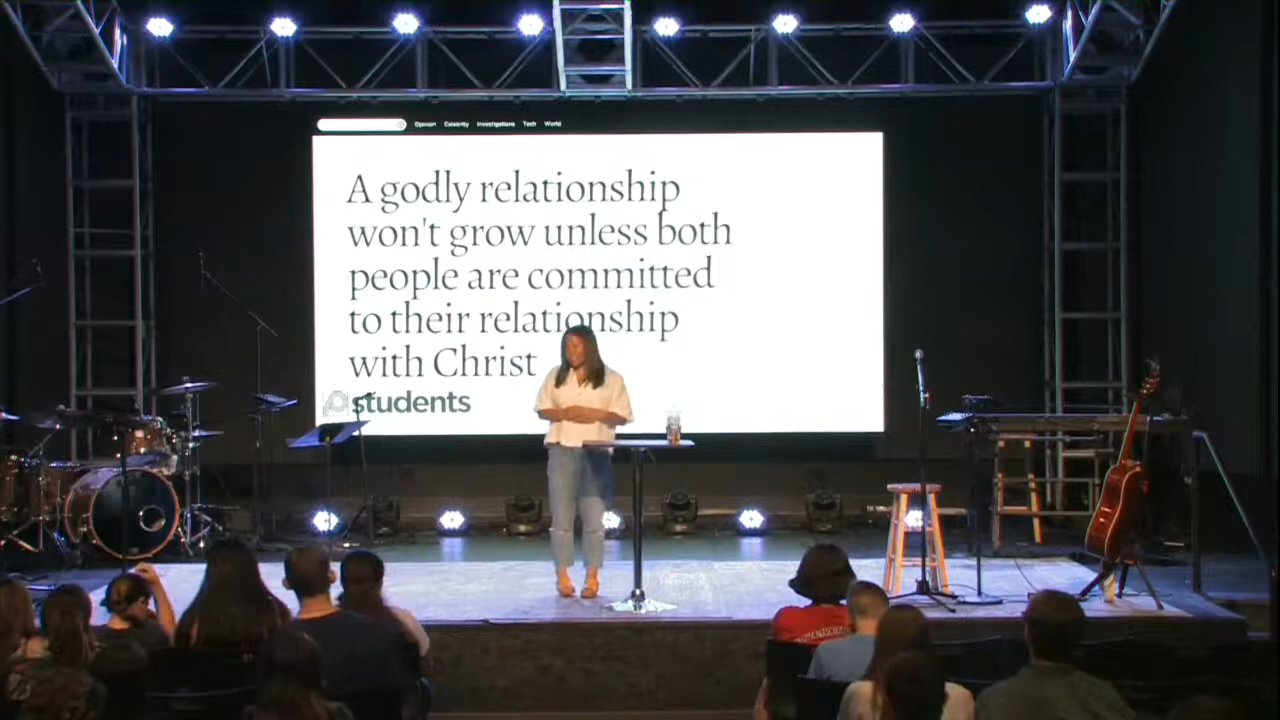 Opinion Celebrity Investigations Tech World
A godly relationship
won't grow unless both
people are committed
to their relationship
with Christ
students